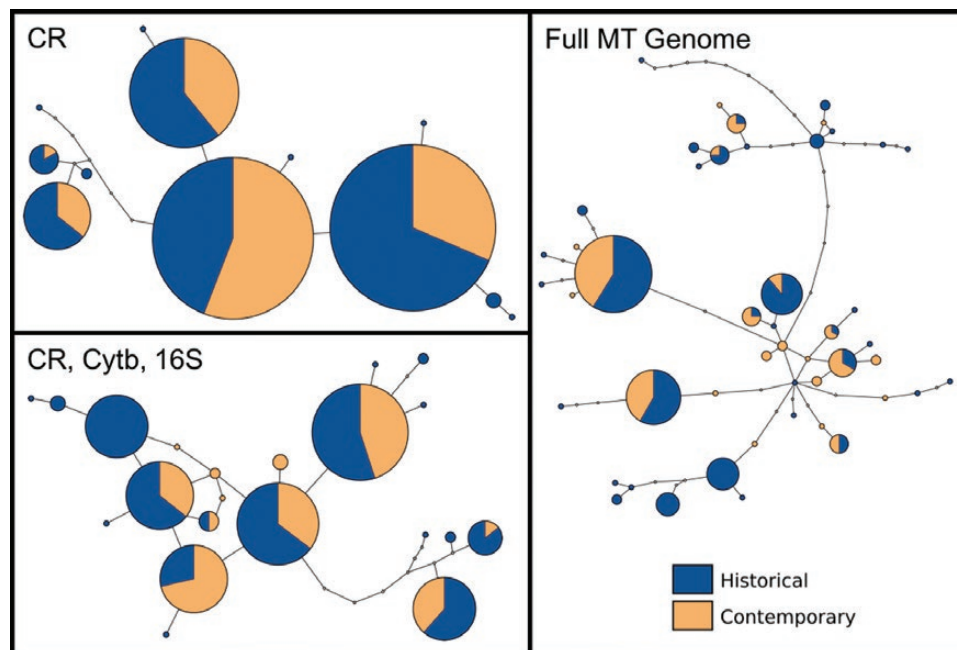 CR
Full MT Genome
CR, Cytb, 16S
Historical
Contemporary